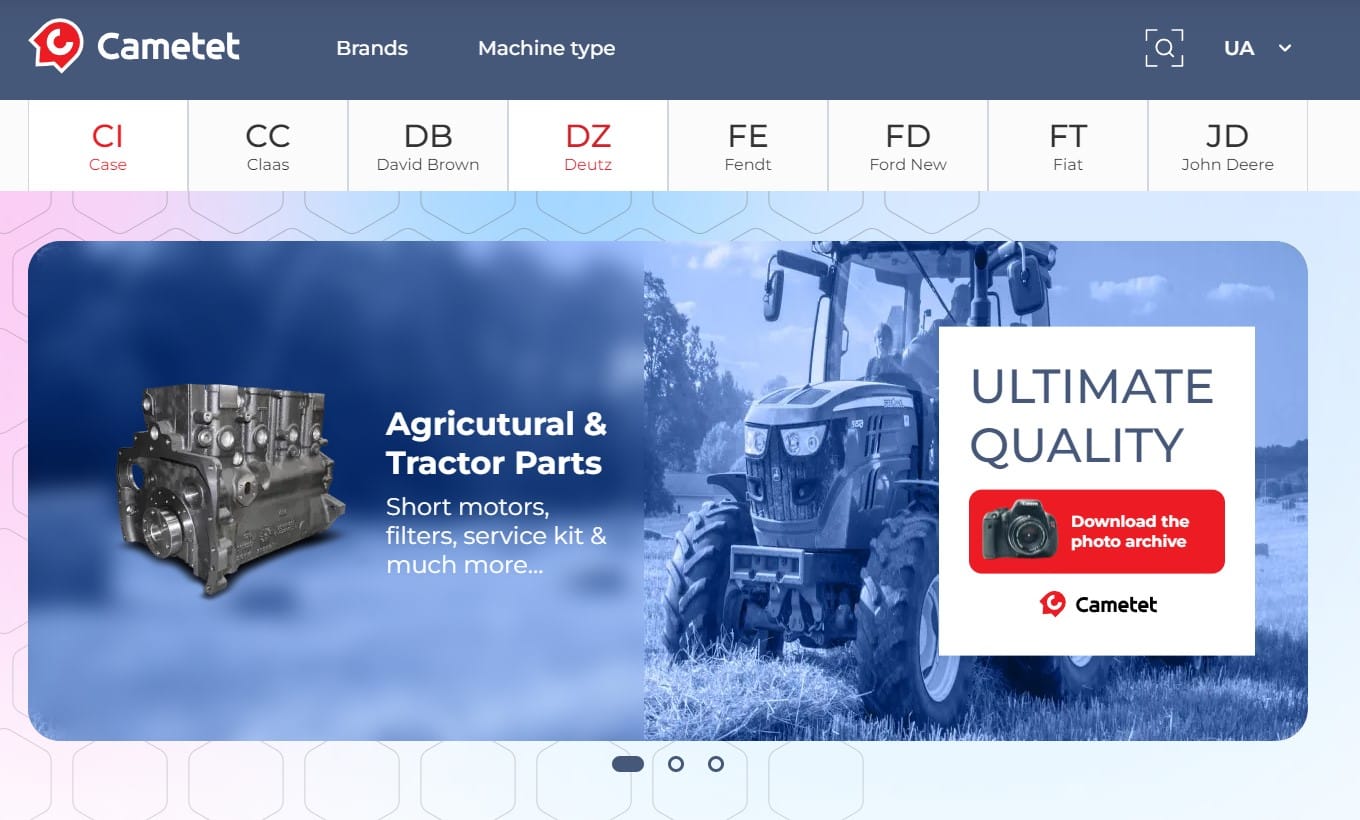 Cametet
Brands
Machine type
UA
CI
Case
CC
Claas
DB
David Brown
DZ
Deutz
FE
Fendt
FD
Ford New
FT
Fiat
JD
John Deere
Agricutural &
Tractor Parts
Short motors,
filters, service kit &
much more...
ULTIMATE
QUALITY
Download the
photo archive
Cametet